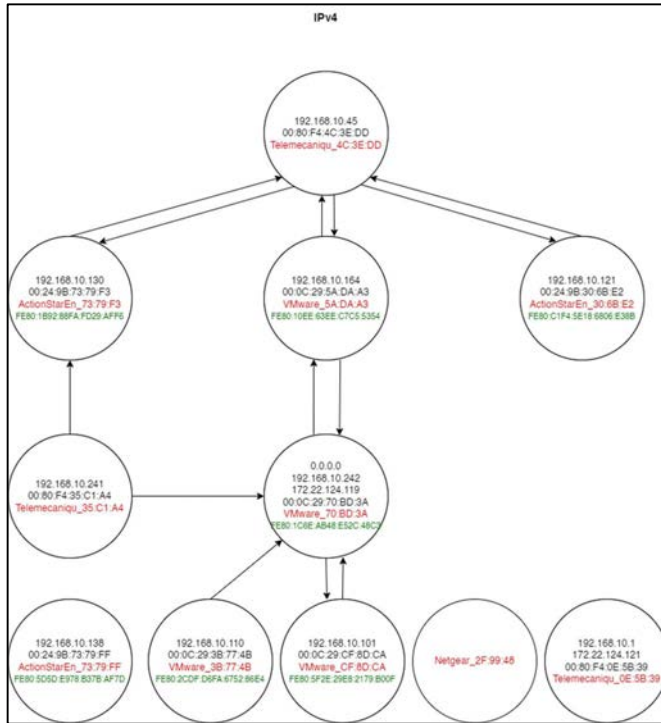 IPv4
192.168.10.45
00:80:F4:4C:3E:DD
Telemecaniqu_4C:3E:DD
192.168.10.130
00:24:9B:73:79:F3
ActionStarEn_73:79:F3
FE80:1B92:88FA:FD29:AFF6
192.168.10.164
00:0C:29:5A:DA:A3
VMware_5A:DA:A3
FE80:10EE:63EE:C7C5:5354
192.168.10.121
00:24:9B:30:6B:E2
ActionStarEn_30:6B:E2
FE80:C1F4:5E18:6806:E38B
192.168.10.241
00:80:F4:35:C1:A4
Telemecaniqu_35:C1:A4
0.0.0.0
192.168.10.242
172.22.124.119
00:0C:29:70:BD:3A
VMware_70:BD:3A
FE80:1C8E:AB48:E52C:48C3
192.168.10.138
00:24:9B:73:79:FF
ActionStarEn_73:79:FF
FE80:5D5D:E978:B37B:AF7D
192.168.10.110
00:0C:29:3B:77:4B
VMware_3B:77:4B
FE80:2CDF:D6FA:6752:86E4
192.168.10.101
00:0C:29:CF:8D:CA
VMware_CF:8D:CA
FE80:5F2E:29E8:2179:B00F
Netgear_2F:99:48
192.168.10.1
172.22.124.121
00:80:F4:0E:5B:39
Telemecaniqu_0E:5B:39